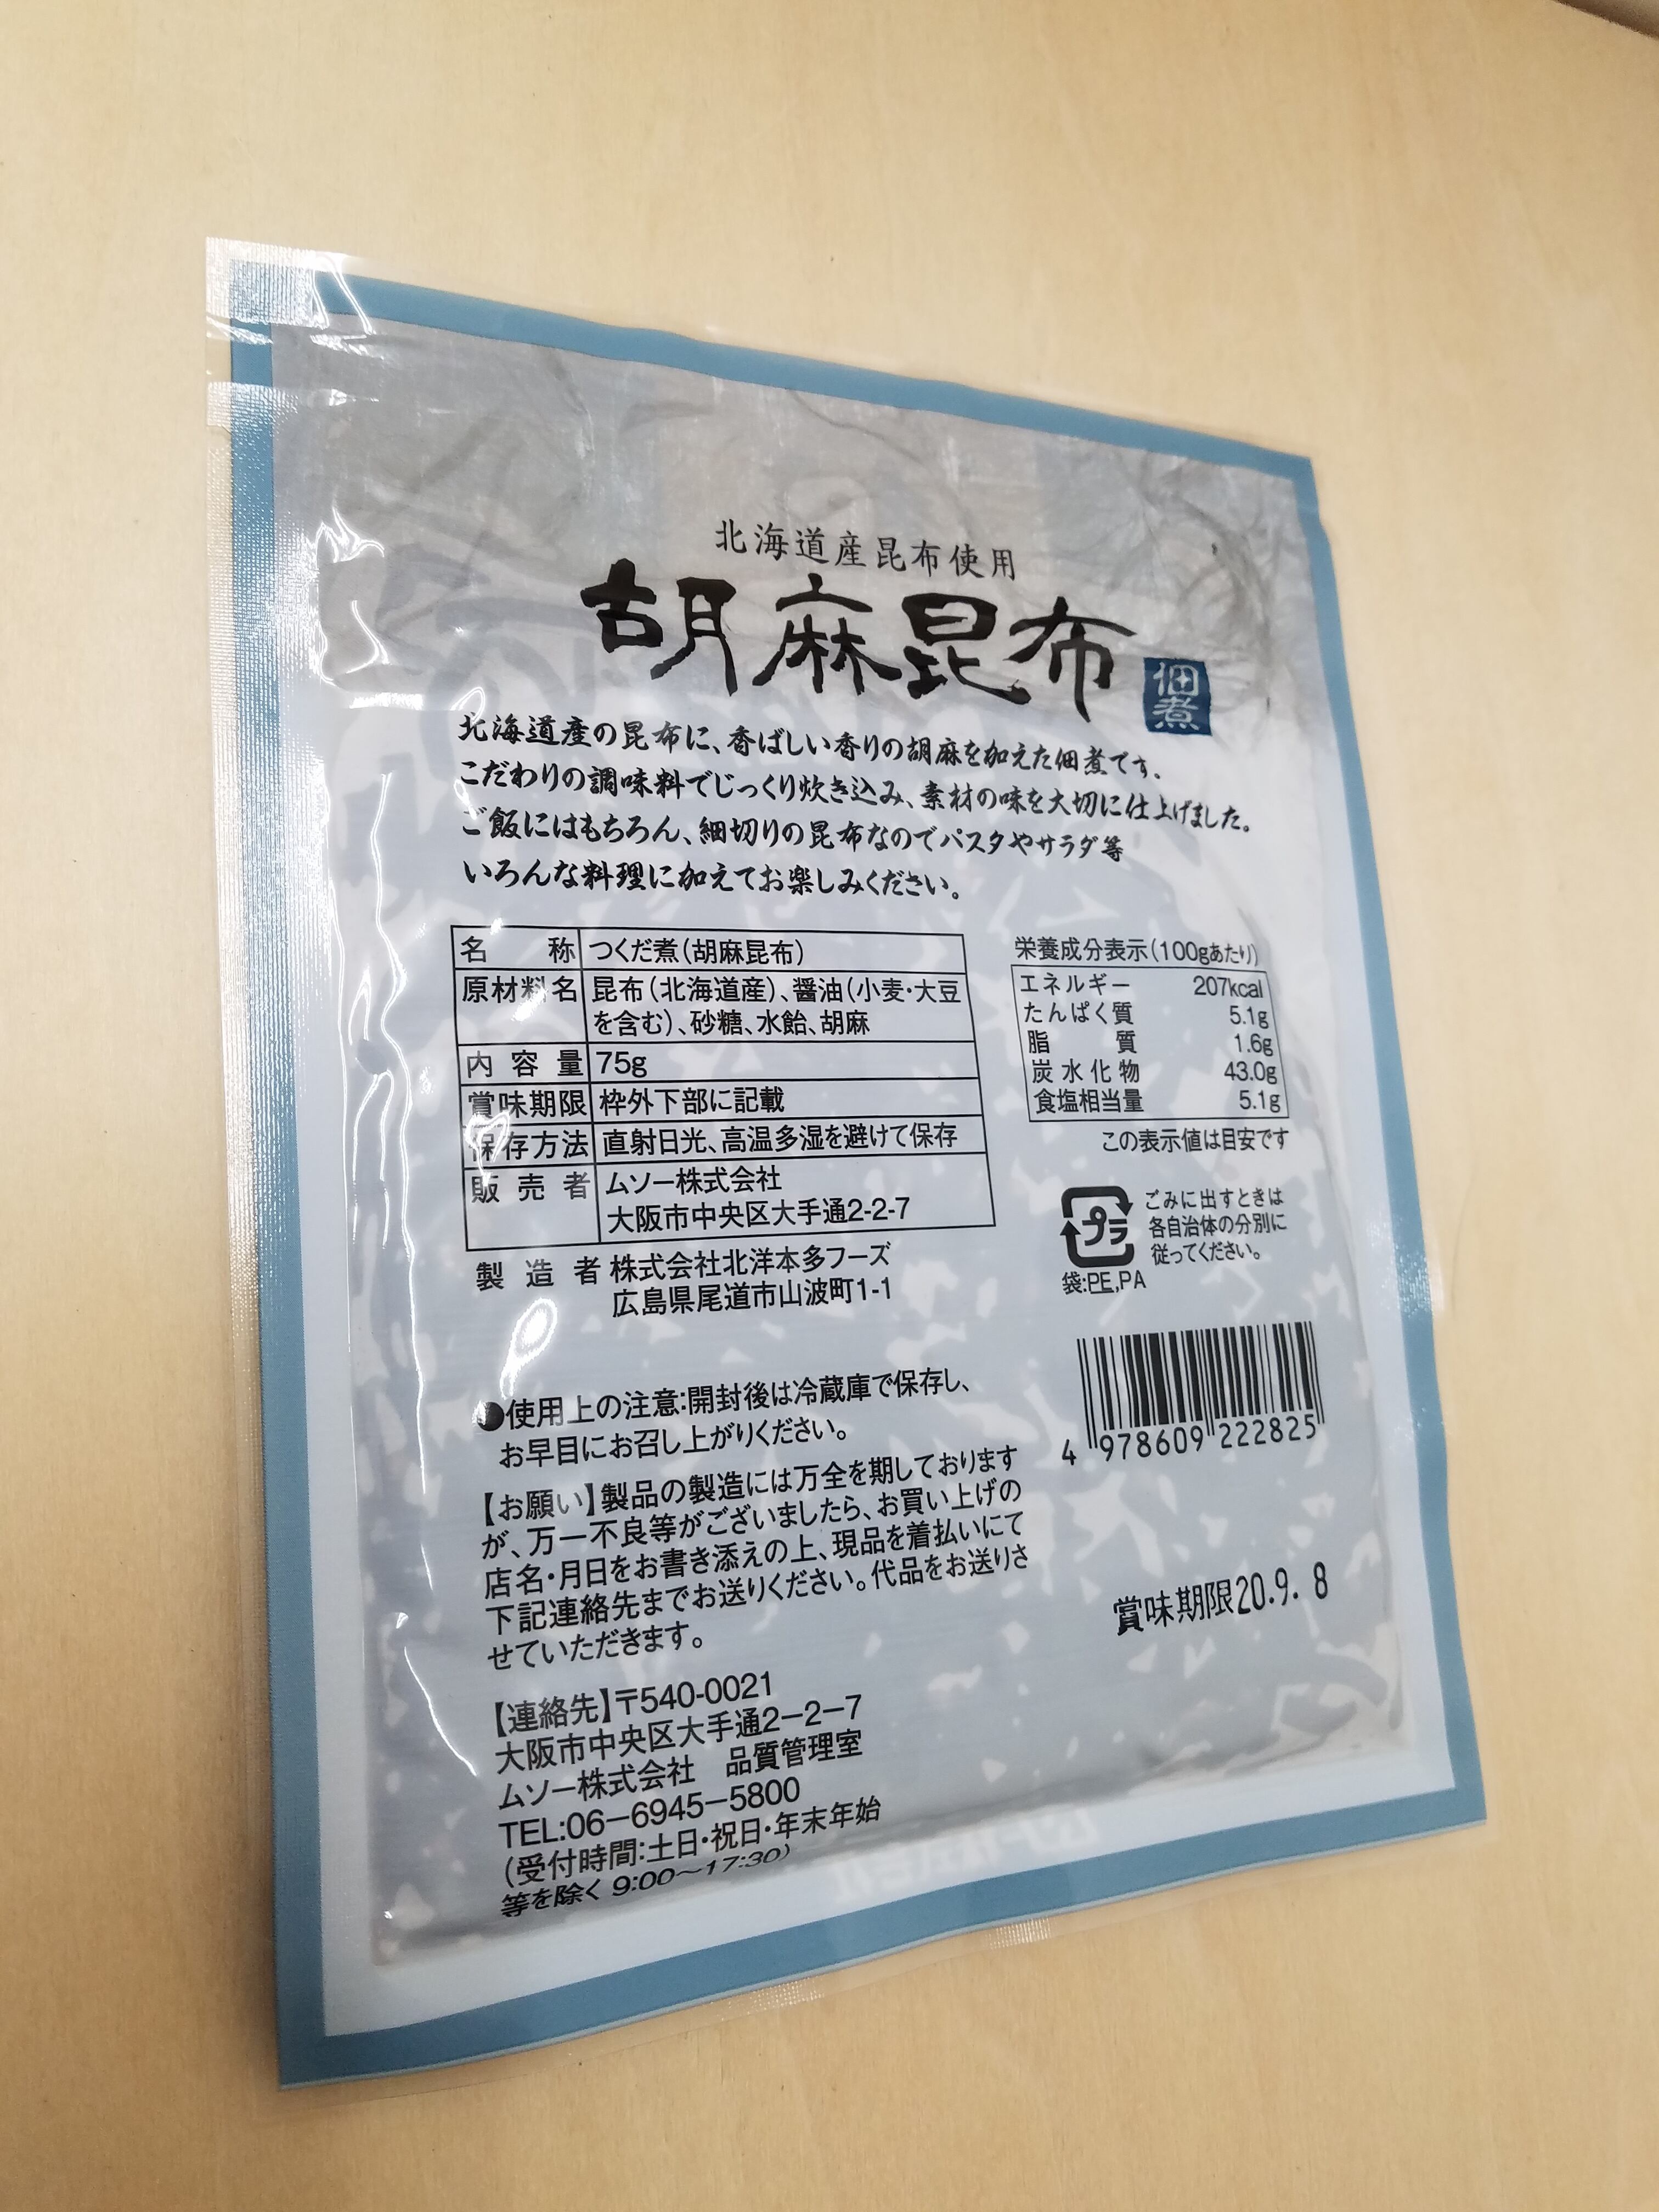 北海道産昆布使用
胡麻昆布
佃煮
北海道産の昆布に、香ばしい香りの胡麻を加えた佃煮です。
こだわりの調味料でじっくり炊き込み、素材の味を大切に仕上げました。
ご飯にはもちろん、細切りの昆布なのでパスタやサラダ等
いろんな料理に加えてお楽しみください。
名称 つくだ煮(胡麻昆布)
原材料名 昆布(北海道産)、醤油(小麦・大豆
を含む)、砂糖、水飴、胡麻
内容量 75g
賞味期限 枠外下部に記載
保存方法 直射日光、高温多湿を避けて保存
販売者 ムソー株式会社
大阪市中央区大手通2-2-7
製造者 株式会社北洋本多フーズ
広島県尾道市山波町1-1
栄養成分表示(100gあたり)
エネルギー 207kcal
たんぱく質 5.1g
脂質 1.6g
炭水化物 43.0g
食塩相当量 5.1g
この表示値は目安です
プラ
ごみに出すときは
各自治体の分別に
従ってください。
袋:PE,PA
4 978609 222825
●使用上の注意:開封後は冷蔵庫で保存し、
お早目にお召し上がりください。
【お願い】製品の製造には万全を期しております
が、万一不良等がございましたら、お買い上げの
店名・月日をお書き添えの上、現品を着払いにて
下記連絡先までお送りください。代品をお送りさ
せていただきます。
賞味期限20.9. 8
【連絡先】〒540-0021
大阪市中央区大手通2−2−7
ムソー株式会社 品質管理室
TEL:06−6945−5800
(受付時間:土日・祝日・年末年始
等を除く 9:00〜17:30)